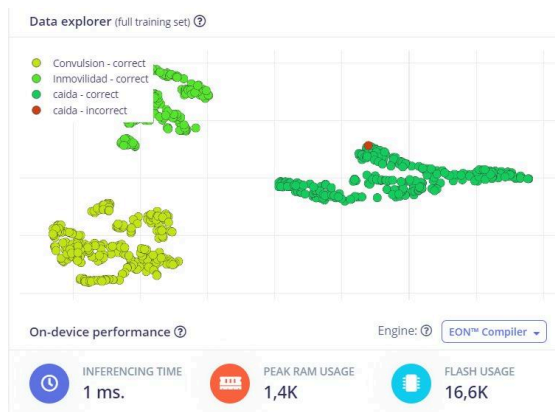 Data explorer (full training set) ?
Convulsion - correct
Inmovilidad - correct
caida - correct
caida - incorrect
On-device performance ?
Engine: ? EON™ Compiler
INFERENCING TIME
1 ms.
PEAK RAM USAGE
1,4K
FLASH USAGE
16,6K